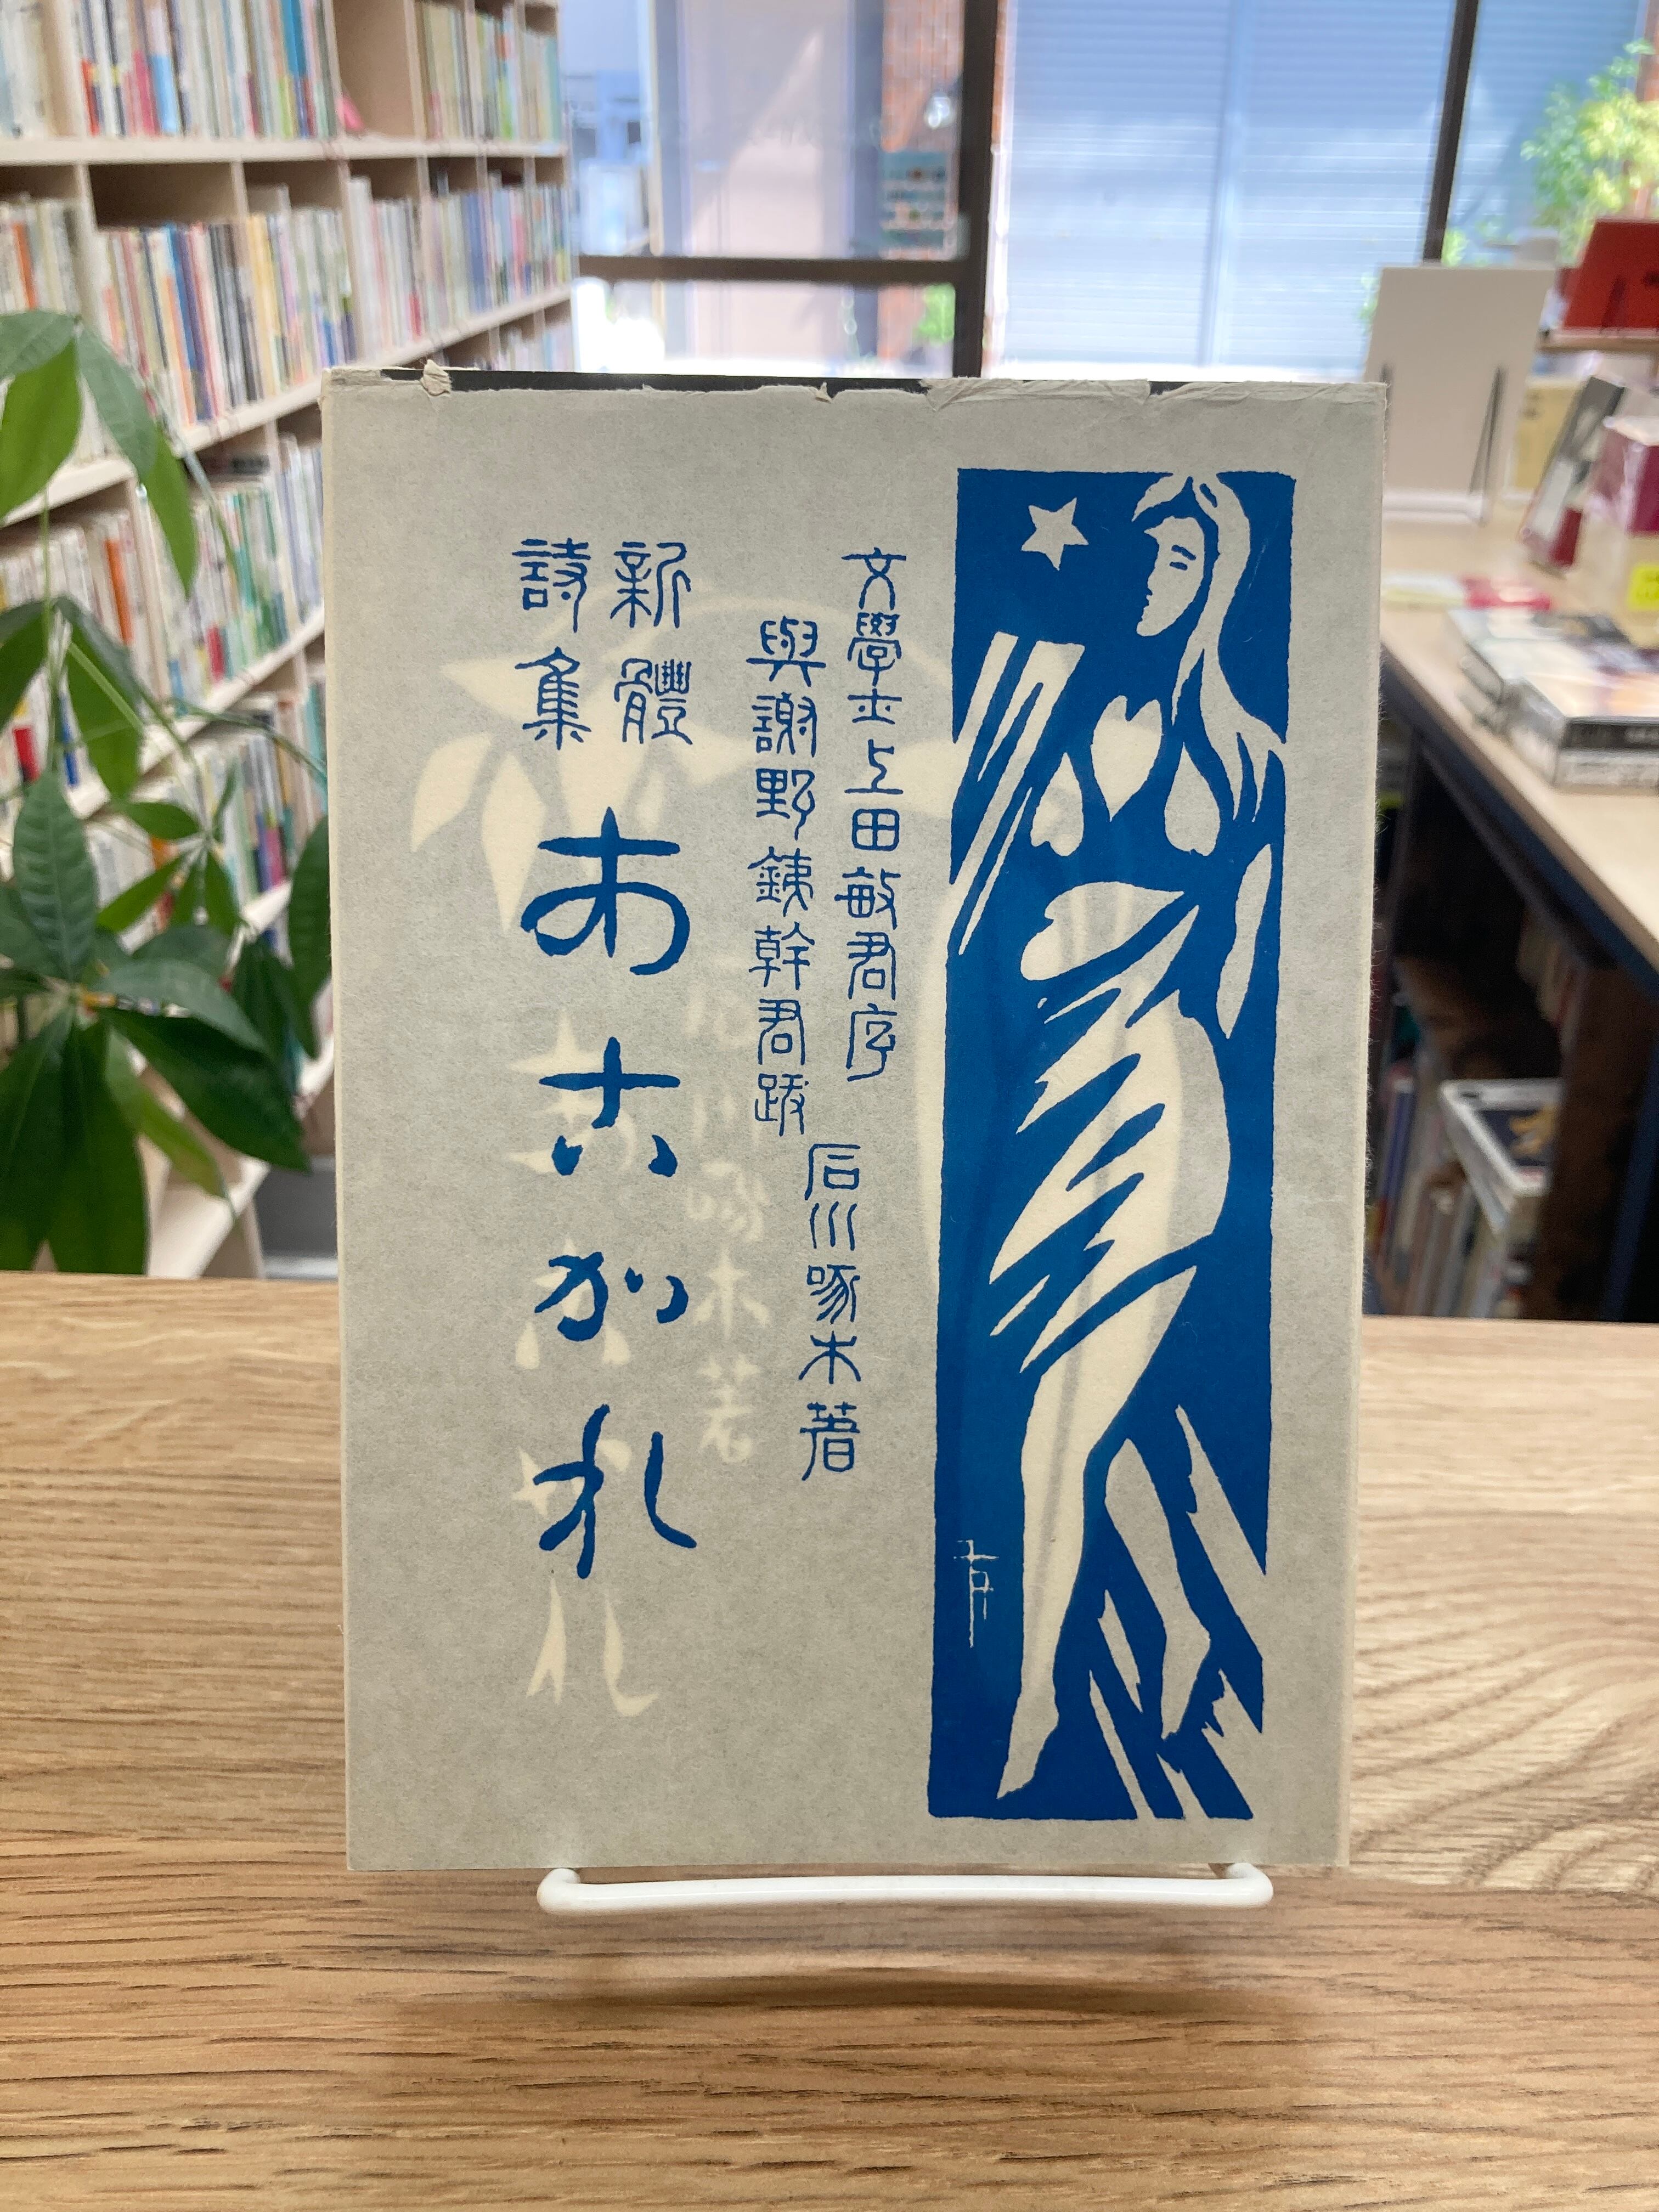 文學士上田敏君序
與謝野鉄幹君跋
石川啄木著
新體
詩集
あこがれ